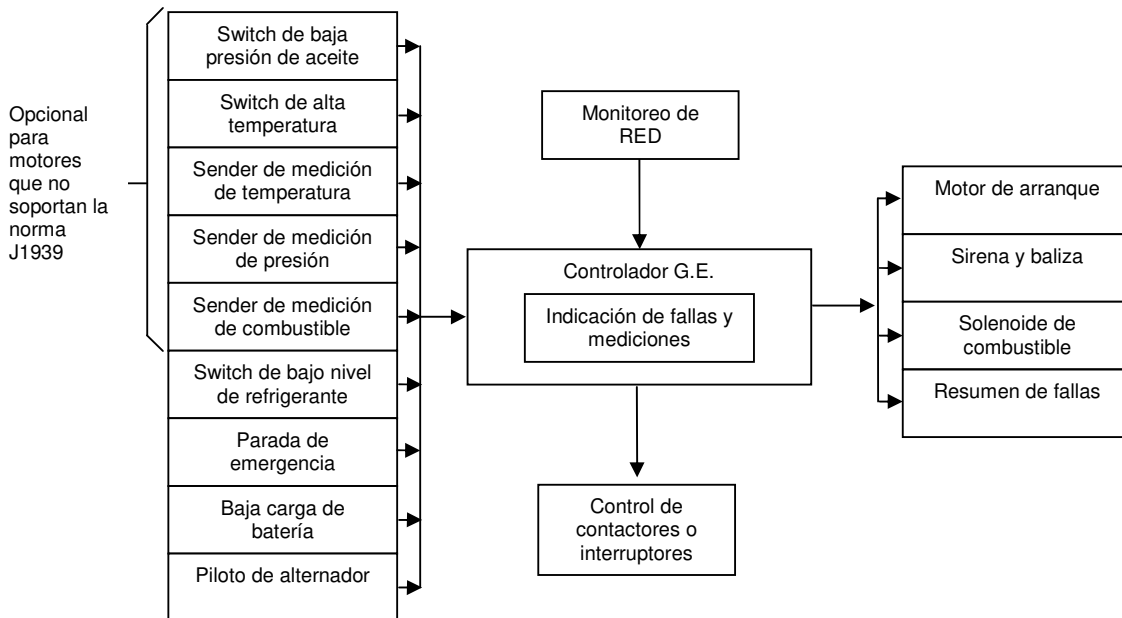 Opcional
para
motores
que no
soportan la
norma
J1939
Switch de baja
presión de aceite
Switch de alta
temperatura
Sender de medición
de temperatura
Sender de medición
de presión
Sender de medición
de combustible
Switch de bajo nivel
de refrigerante
Parada de
emergencia
Baja carga de
batería
Piloto de alternador
Monitoreo de
RED
Controlador G.E.
Indicación de fallas y
mediciones
Control de
contactores o
interruptores
Motor de arranque
Sirena y baliza
Solenoide de
combustible
Resumen de fallas